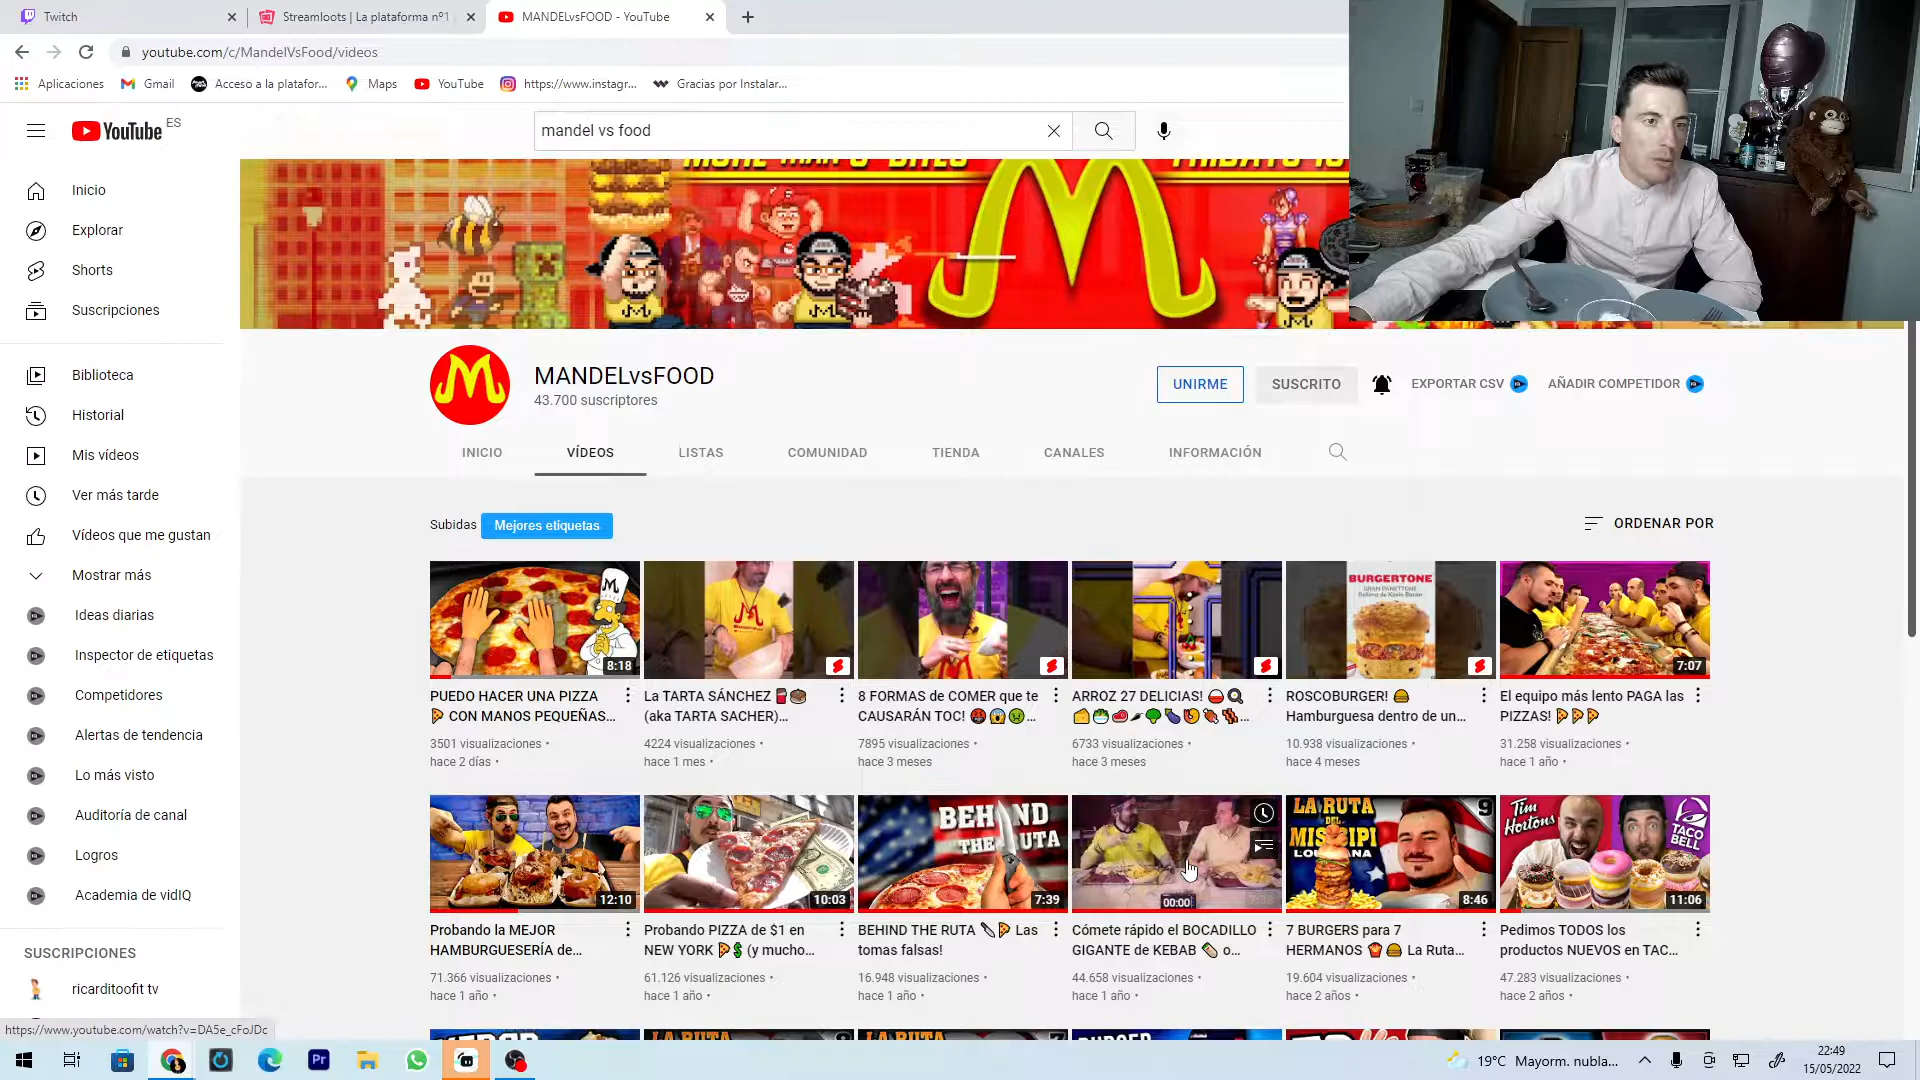 Twitch
Streamloots | La plataforma nº1
MANDELvsFOOD - YouTube
youtube.com/c/MandelVsFood/videos
Aplicaciones
Gmail
Acceso a la platafor...
Maps
YouTube
https://www.instagr...
Gracias por Instalar...
YouTube ES
mandel vs food
Inicio
Explorar
Shorts
Suscripciones
Biblioteca
Historial
Mis vídeos
Ver más tarde
Vídeos que me gustan
Mostrar más
Ideas diarias
Inspector de etiquetas
Competidores
Alertas de tendencia
Lo más visto
Auditoría de canal
Logros
Academia de vidIQ
SUSCRIPCIONES
ricarditoofit tv
https://www.youtube.com/watch?v=DA5e_cFoJDc
MANDELvsFOOD
43.700 suscriptores
UNIRME
SUSCRITO
EXPORTAR CSV
AÑADIR COMPETIDOR
INICIO
VÍDEOS
LISTAS
COMUNIDAD
TIENDA
CANALES
INFORMACIÓN
Subidas
Mejores etiquetas
ORDENAR POR
8:18
PUEDO HACER UNA PIZZA
🍕 CON MANOS PEQUEÑAS...
3501 visualizaciones •
hace 2 días •
La TARTA SÁNCHEZ
(aka TARTA SACHER)...
4224 visualizaciones •
hace 1 mes •
8 FORMAS de COMER que te
CAUSARÁN TOC! 🤬😱🤢...
7895 visualizaciones •
hace 3 meses
ARROZ 27 DELICIAS! 🍚🍳
6733 visualizaciones •
hace 3 meses
BURGERTONE
GRAN PANETTONE
ROSCOBURGER! 🍔
Hamburguesa dentro de un...
10.938 visualizaciones •
hace 4 meses
7:07
El equipo más lento PAGA las
PIZZAS! 🍕🍕🍕
31.258 visualizaciones •
hace 1 año •
12:10
Probando la MEJOR
HAMBURGUESERÍA de...
71.366 visualizaciones •
hace 1 año •
10:03
Probando PIZZA de $1 en
NEW YORK 🍕💲 (y mucho...
61.126 visualizaciones •
hace 1 año •
BEHIND
THE RUTA
7:39
BEHIND THE RUTA 🔪🍕 Las
tomas falsas!
16.948 visualizaciones •
hace 1 año •
00:00
7:38
Cómete rápido el BOCADILLO
GIGANTE de KEBAB 🌯 o...
44.658 visualizaciones •
hace 1 año •
LA RUTA
DEL
MISSISIPI
LOUISIANA
9
8:46
7 BURGERS para 7
HERMANOS 🍟🍔 La Ruta...
19.604 visualizaciones •
hace 2 años •
Tim
Hortons
TACO
BELL
11:06
Pedimos TODOS los
productos NUEVOS en TAC...
47.283 visualizaciones •
hace 2 años •
19°C Mayorm. nubla...
22:49
15/05/2022